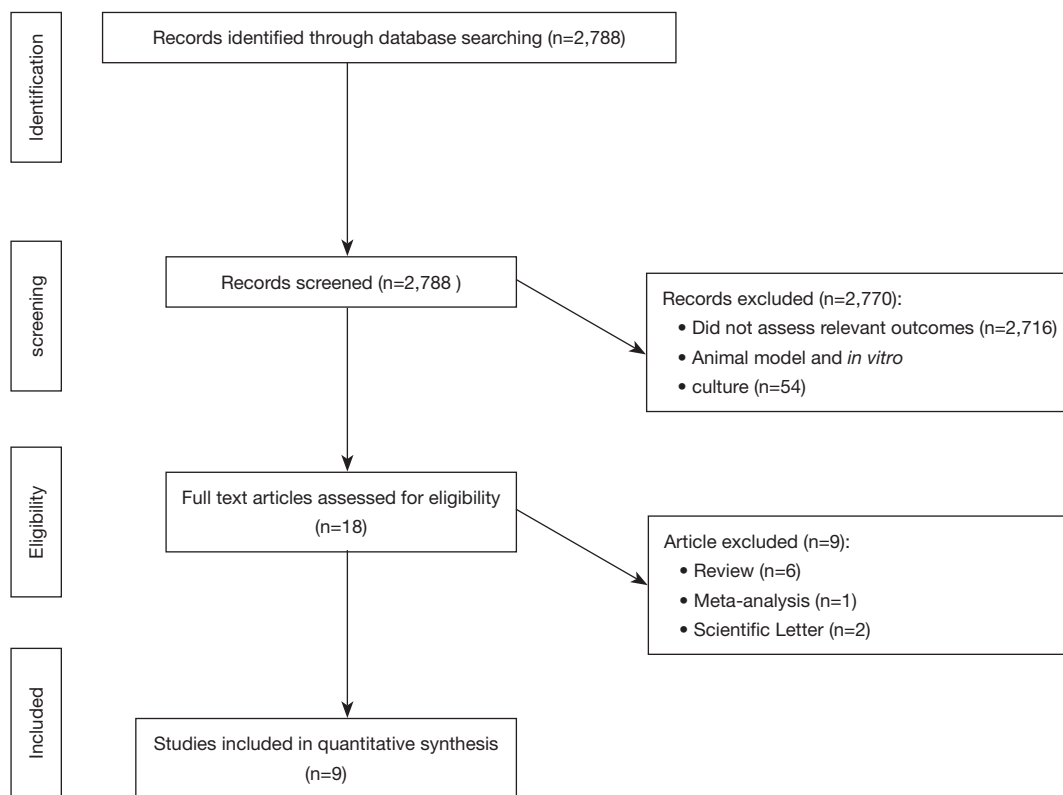 Identification
Records identified through database searching (n=2,788)
screening
Records screened (n=2,788 )
Records excluded (n=2,770):
• Did not assess relevant outcomes (n=2,716)
• Animal model and in vitro
• culture (n=54)
Eligibility
Full text articles assessed for eligibility
(n=18)
Article excluded (n=9):
• Review (n=6)
• Meta-analysis (n=1)
• Scientific Letter (n=2)
Included
Studies included in quantitative synthesis
(n=9)